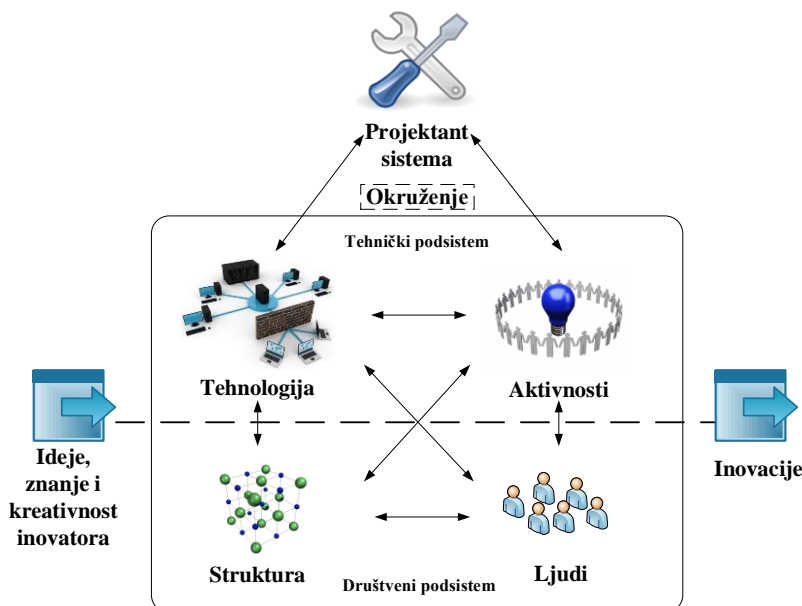 Projektant
sistema
Okruženje
Tehnički podsistem
Tehnologija
Aktivnosti
Ideje,
znanje i
kreativnost
inovatora
Inovacije
Struktura
Ljudi
Društveni podsistem